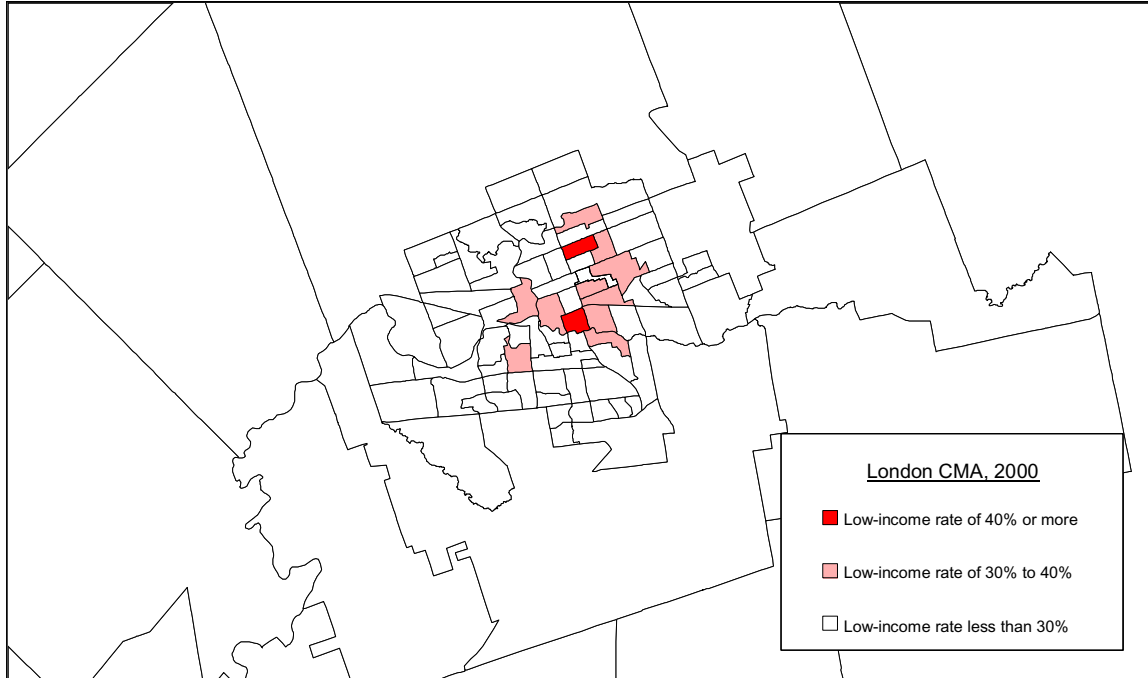 London CMA, 2000
Low-income rate of 40% or more
Low-income rate of 30% to 40%
Low-income rate less than 30%